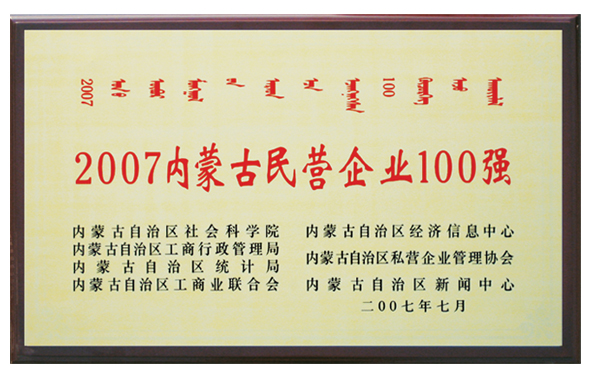 2007内蒙古民营企业100强
内蒙古自治区社会科学院
内蒙古自治区工商行政管理局
内蒙古自治区统计局
内蒙古自治区工商业联合会
内蒙古自治区经济信息中心
内蒙古自治区私营企业管理协会
内蒙古自治区新闻中心
二00七年七月